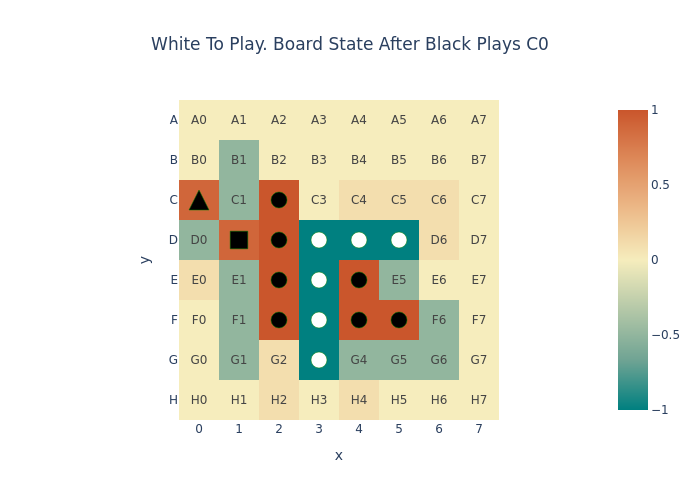 White To Play. Board State After Black Plays C0
A A0 A1 A2 A3 A4 A5 A6 A7 1
B B0 B1 B2 B3 B4 B5 B6 B7
C C1 C3 C4 C5 C6 C7 0.5
D D0 D6 D7
y 0
E E0 E1 E5 E6 E7
F F0 F1 F6 F7 −0.5
G G0 G1 G2 G4 G5 G6 G7
H H0 H1 H2 H3 H4 H5 H6 H7 −1
0 1 2 3 4 5 6 7
x